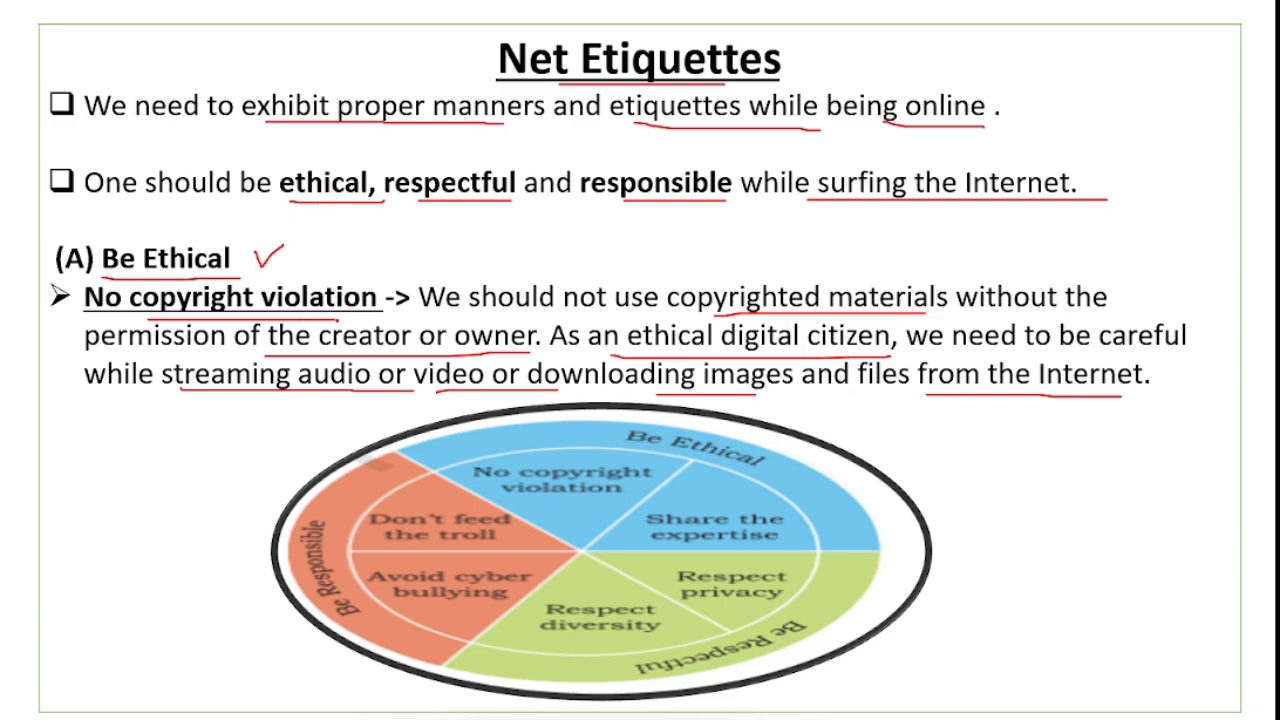 Net Etiquettes
❑ We need to exhibit proper manners and etiquettes while being online .
❑ One should be ethical, respectful and responsible while surfing the Internet.
(A) Be Ethical
➢ No copyright violation -> We should not use copyrighted materials without the
permission of the creator or owner. As an ethical digital citizen, we need to be careful
while streaming audio or video or downloading images and files from the Internet.
Be Ethical
No copyright
violation
Share the
expertise
Be Responsible
Don't feed
the troll
Avoid cyber
bullying
Respect
privacy
Respect
diversity
Be Respectful